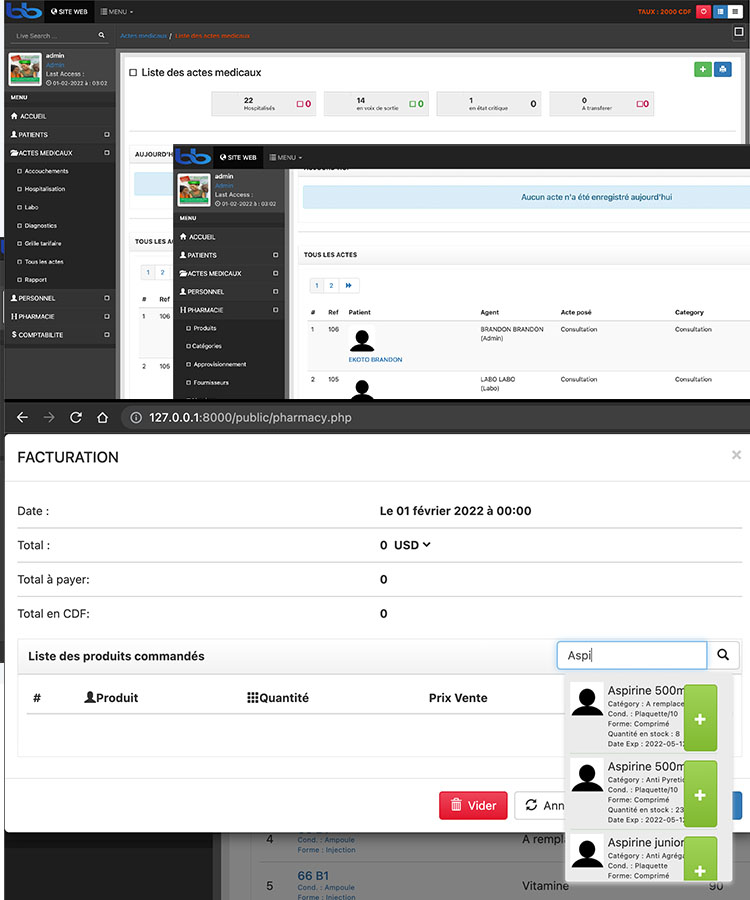 bb SITE WEB MENU TAUX : 2000 CDF
Live Search ... Actes medicaux / Liste des actes medicaux
admin
Admin
Last Access :
01-02-2022 à : 03:02
MENU
ACCUEIL
PATIENTS
ACTES MEDICAUX
Accouchements
Hospitalisation
Labo
Diagnostics
Grille tarifaire
Tous les actes
Rapport
PERSONNEL
PHARMACIE
$ COMPTABILITE
Liste des actes medicaux
22 0
Hospitalisés
14 0
en voix de sortie
1 0
en état critique
0 0
A transferer
AUJOURD'H
TOUS LES A
1 2
# Ref
1 106
2 105
bb SITE WEB MENU
admin
Admin
Last Access :
01-02-2022 à : 03:02
MENU
ACCUEIL
PATIENTS
ACTES MEDICAUX
PERSONNEL
PHARMACIE
Produits
Catégories
Approvisionnement
Fournisseurs
Aucun acte n'a été enregistré aujourd'hui
TOUS LES ACTES
1 2
# Ref Patient Agent Acte posé Category
1 106 BRANDON BRANDON Consultation Consultation
(Admin)
EKOTO BRANDON
2 105 LABO LABO Consultation Consultation
(Labo)
127.0.0.1:8000/public/pharmacy.php
FACTURATION ×
Date : Le 01 février 2022 à 00:00
Total : 0 USD
Total à payer: 0
Total en CDF: 0
Liste des produits commandés Aspi
# Produit Quantité Prix Vente
Aspirine 500m
Catégory : A remplace
Cond. : Plaquette/10
Forme: Comprimé
Quantité en stock : 8
Date Exp : 2022-05-12
Aspirine 500m
Catégory : Anti Pyretic
Cond. : Plaquette/10
Forme: Comprimé
Quantité en stock : 23
Date Exp : 2022-05-12
Aspirine junior
Catégory : Anti Agréga
Cond. : Plaquette
Forme: Comprimé
Vider Ann
4 Cond. : Ampoule A rempl
Forme : Injection
5 66 B1 Vitamine 90
Cond. : Ampoule
Forme : Injection